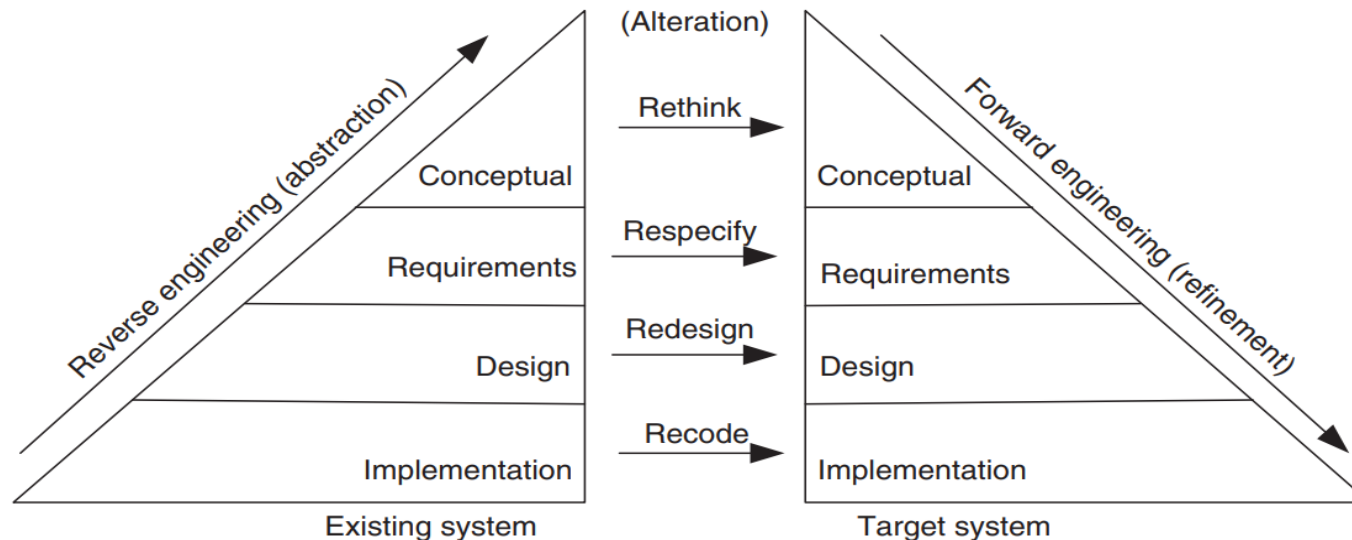 (Alteration)
Reverse engineering (abstraction)
Forward engineering (refinement)
Rethink
Conceptual
Conceptual
Respecify
Requirements
Requirements
Redesign
Design
Design
Recode
Implementation
Implementation
Existing system
Target system